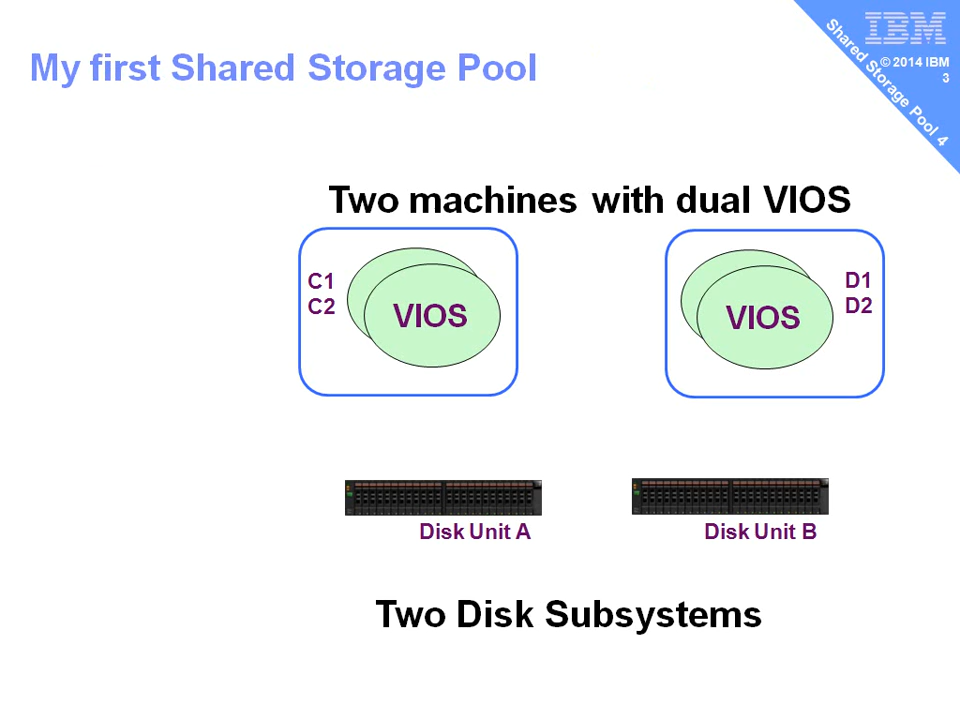 My first Shared Storage Pool
IBM
© 2014 IBM
3
Shared Storage Pool 4
Two machines with dual VIOS
C1
C2
VIOS
VIOS
D1
D2
Disk Unit A
Disk Unit B
Two Disk Subsystems